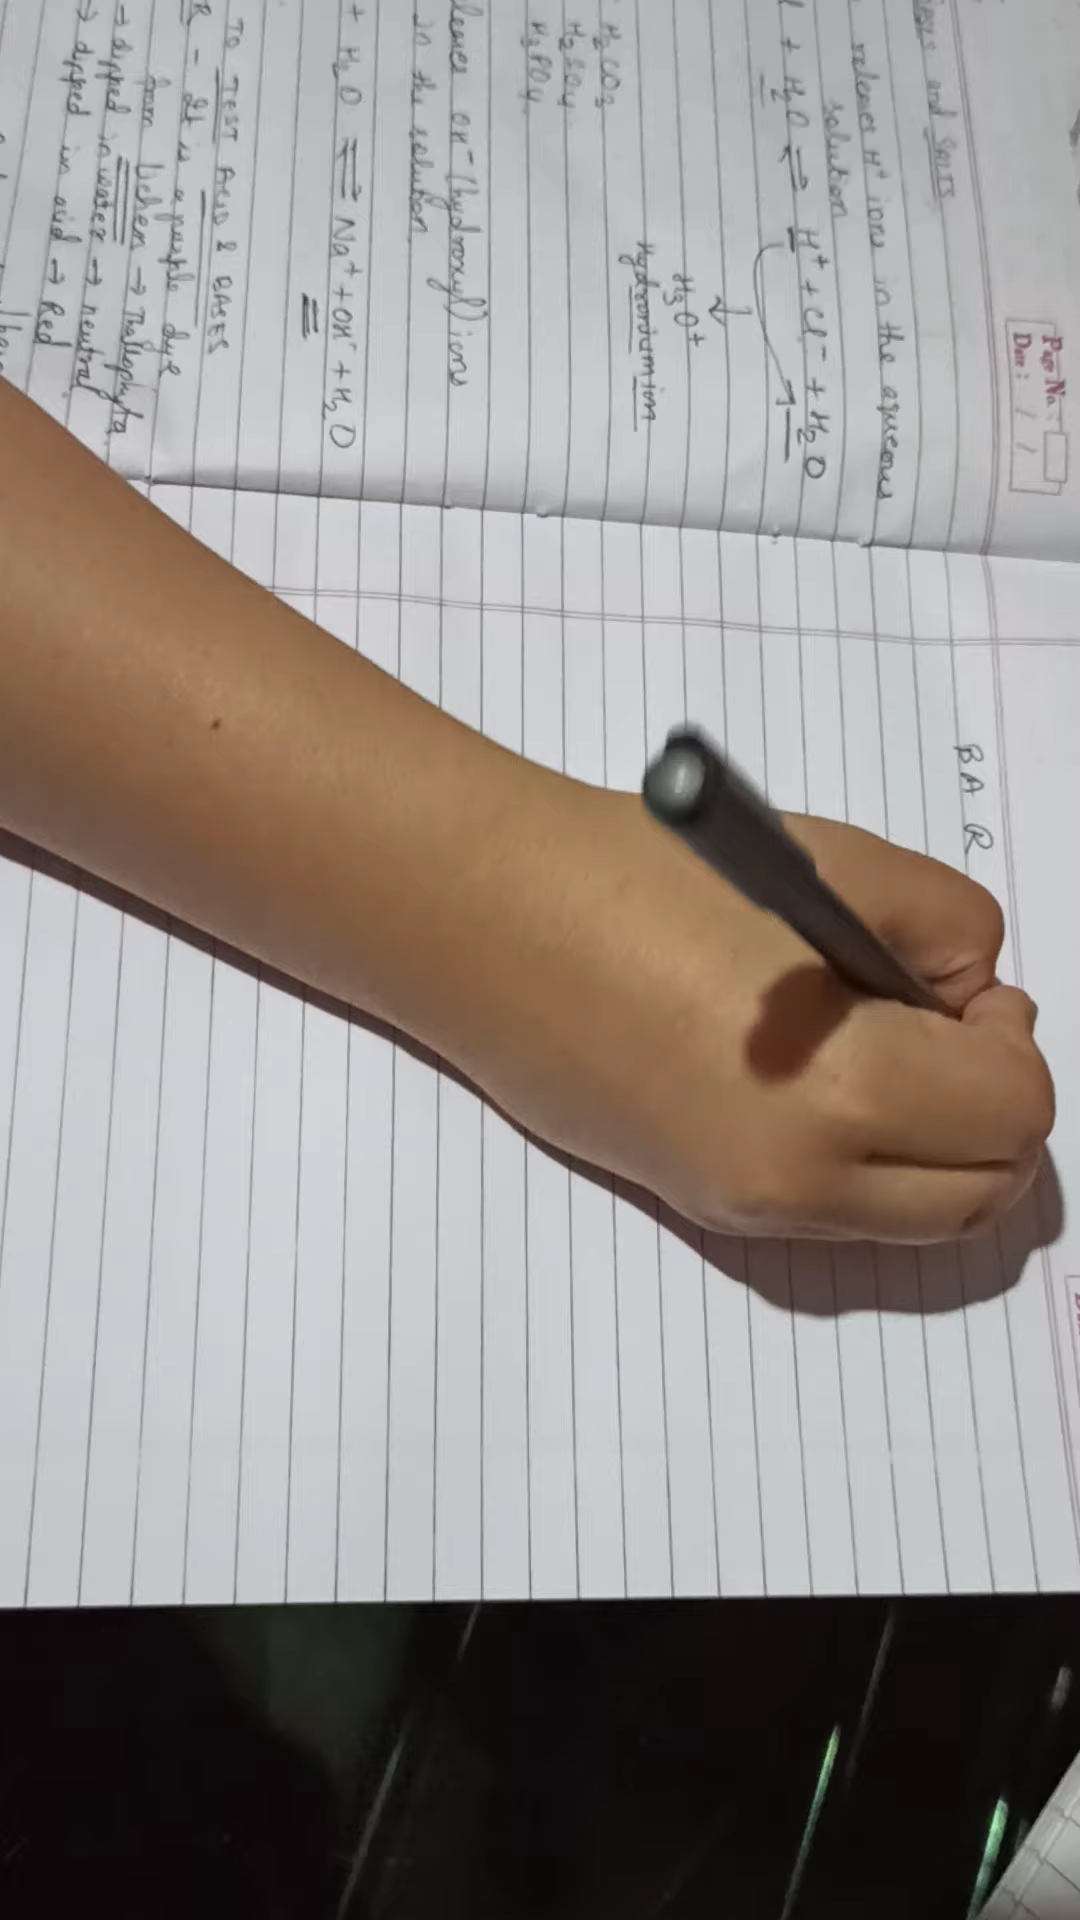 Page No:
Date: / /
and SALTS
releases H⁺ ions in the aqueous
solution
+ H₂O ⇌ H⁺ + Cl⁻ + H₂O
↓
H₃O⁺
Hydronium ion
H₂CO₃
H₂SO₄
H₃PO₄
OH⁻ (hydroxyl) ions
In the solution
+ H₂O ⇌ Na⁺ + OH⁻ + H₂O
TO TEST ACID & BASES
R - It is a purple dye
from lichen → Thallophyta
→ dipped in water → neutral
→ dipped in acid → Red
B A R